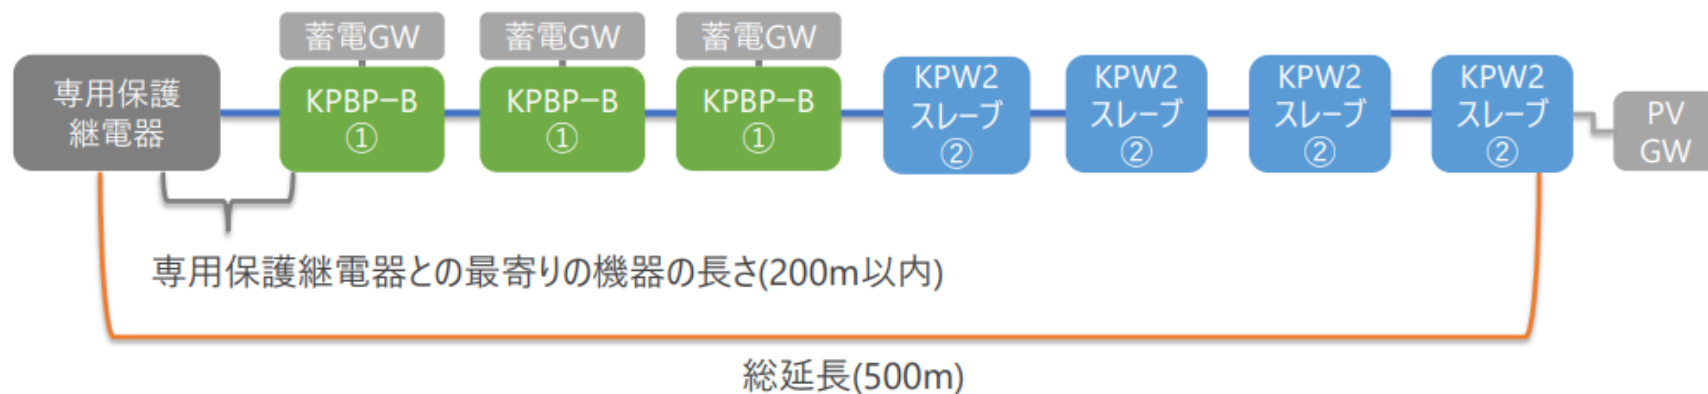 蓄電GW
蓄電GW
蓄電GW
専用保護
継電器
KPBP-B
①
KPBP-B
①
KPBP-B
①
KPW2
スレーブ
②
KPW2
スレーブ
②
KPW2
スレーブ
②
KPW2
スレーブ
②
PV
GW
専用保護継電器との最寄りの機器の長さ(200m以内)
総延長(500m)